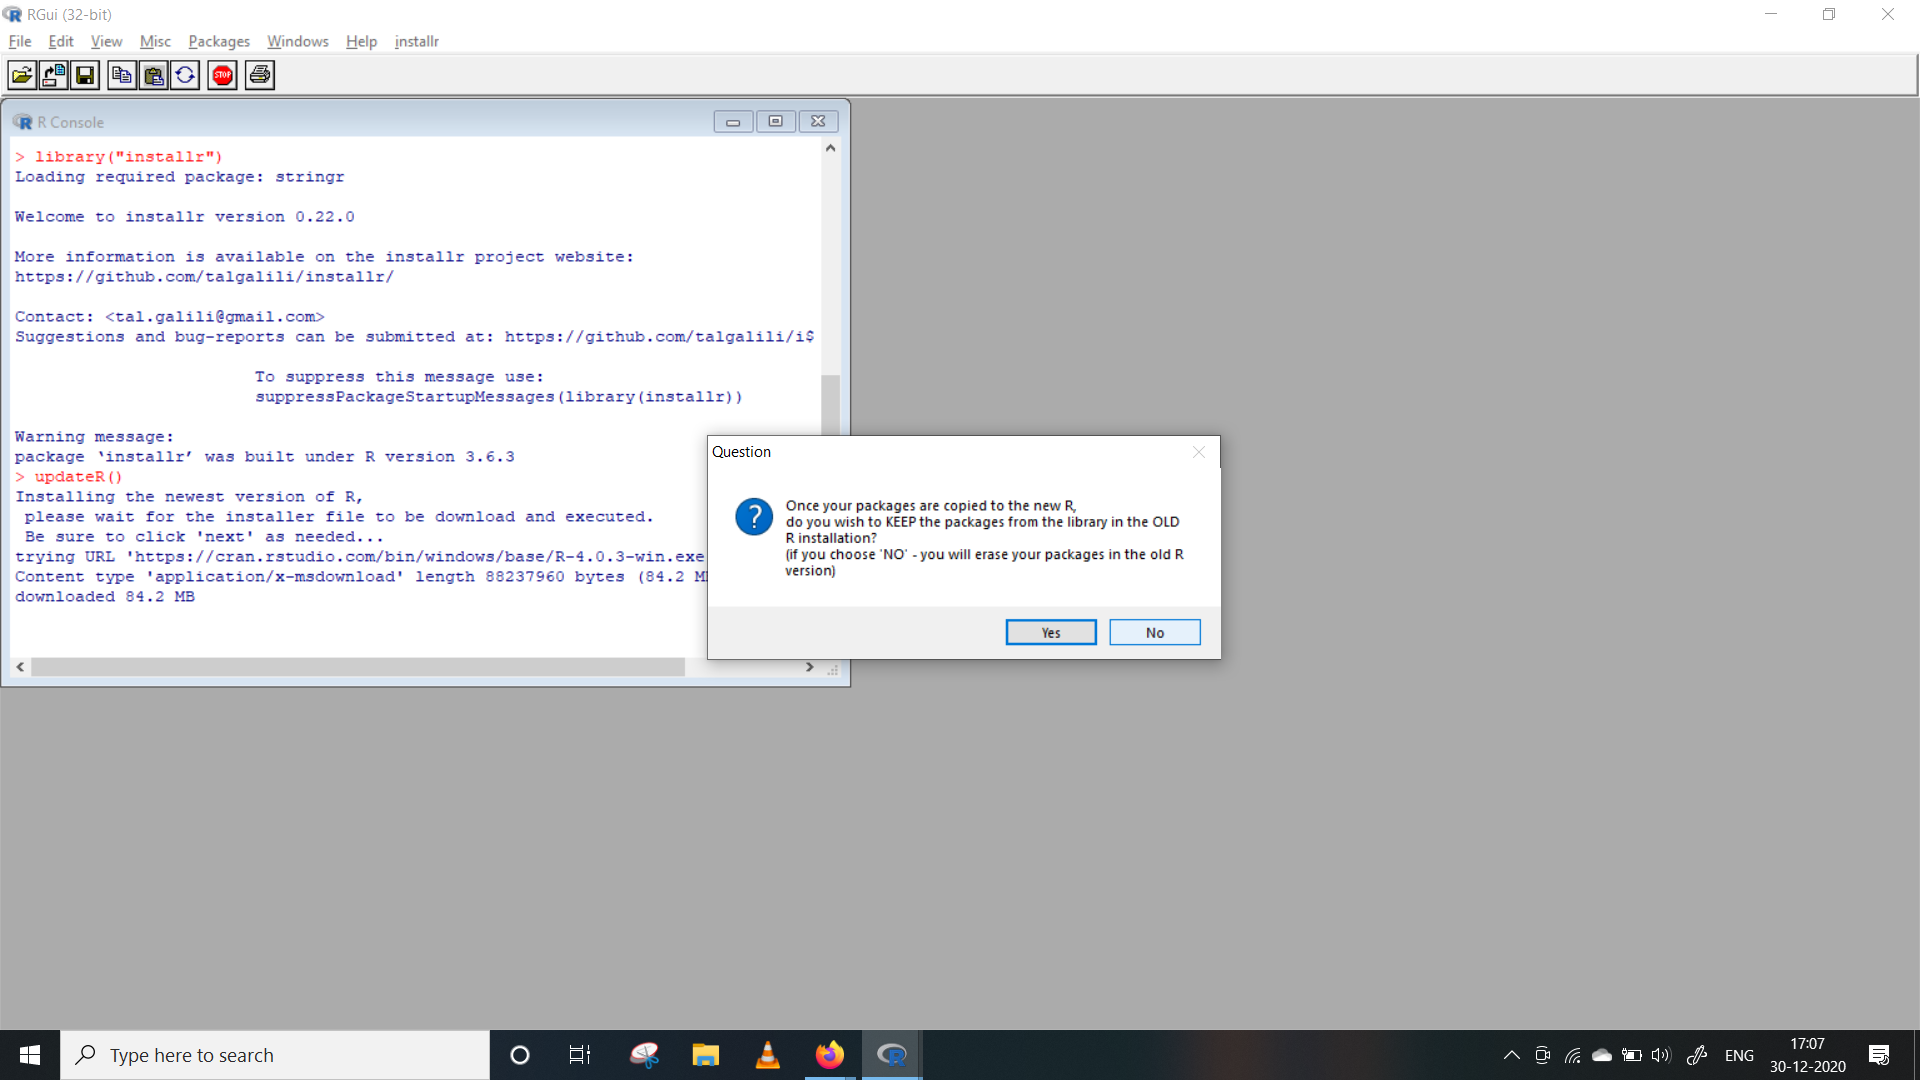 RGui (32-bit)
File Edit View Misc Packages Windows Help installr
STOP
R Console
> library("installr")
Loading required package: stringr
Welcome to installr version 0.22.0
More information is available on the installr project website:
https://github.com/talgalili/installr/
Contact: <tal.galili@gmail.com>
Suggestions and bug-reports can be submitted at: https://github.com/talgalili/i$
To suppress this message use:
suppressPackageStartupMessages(library(installr))
Warning message:
package ‘installr’ was built under R version 3.6.3
> updateR()
Installing the newest version of R,
please wait for the installer file to be download and executed.
Be sure to click 'next' as needed...
trying URL 'https://cran.rstudio.com/bin/windows/base/R-4.0.3-win.exe
Content type 'application/x-msdownload' length 88237960 bytes (84.2 M
downloaded 84.2 MB
Question
Once your packages are copied to the new R,
do you wish to KEEP the packages from the library in the OLD
R installation?
(if you choose 'NO' - you will erase your packages in the old R
version)
Yes No
Type here to search
ENG
17:07
30-12-2020